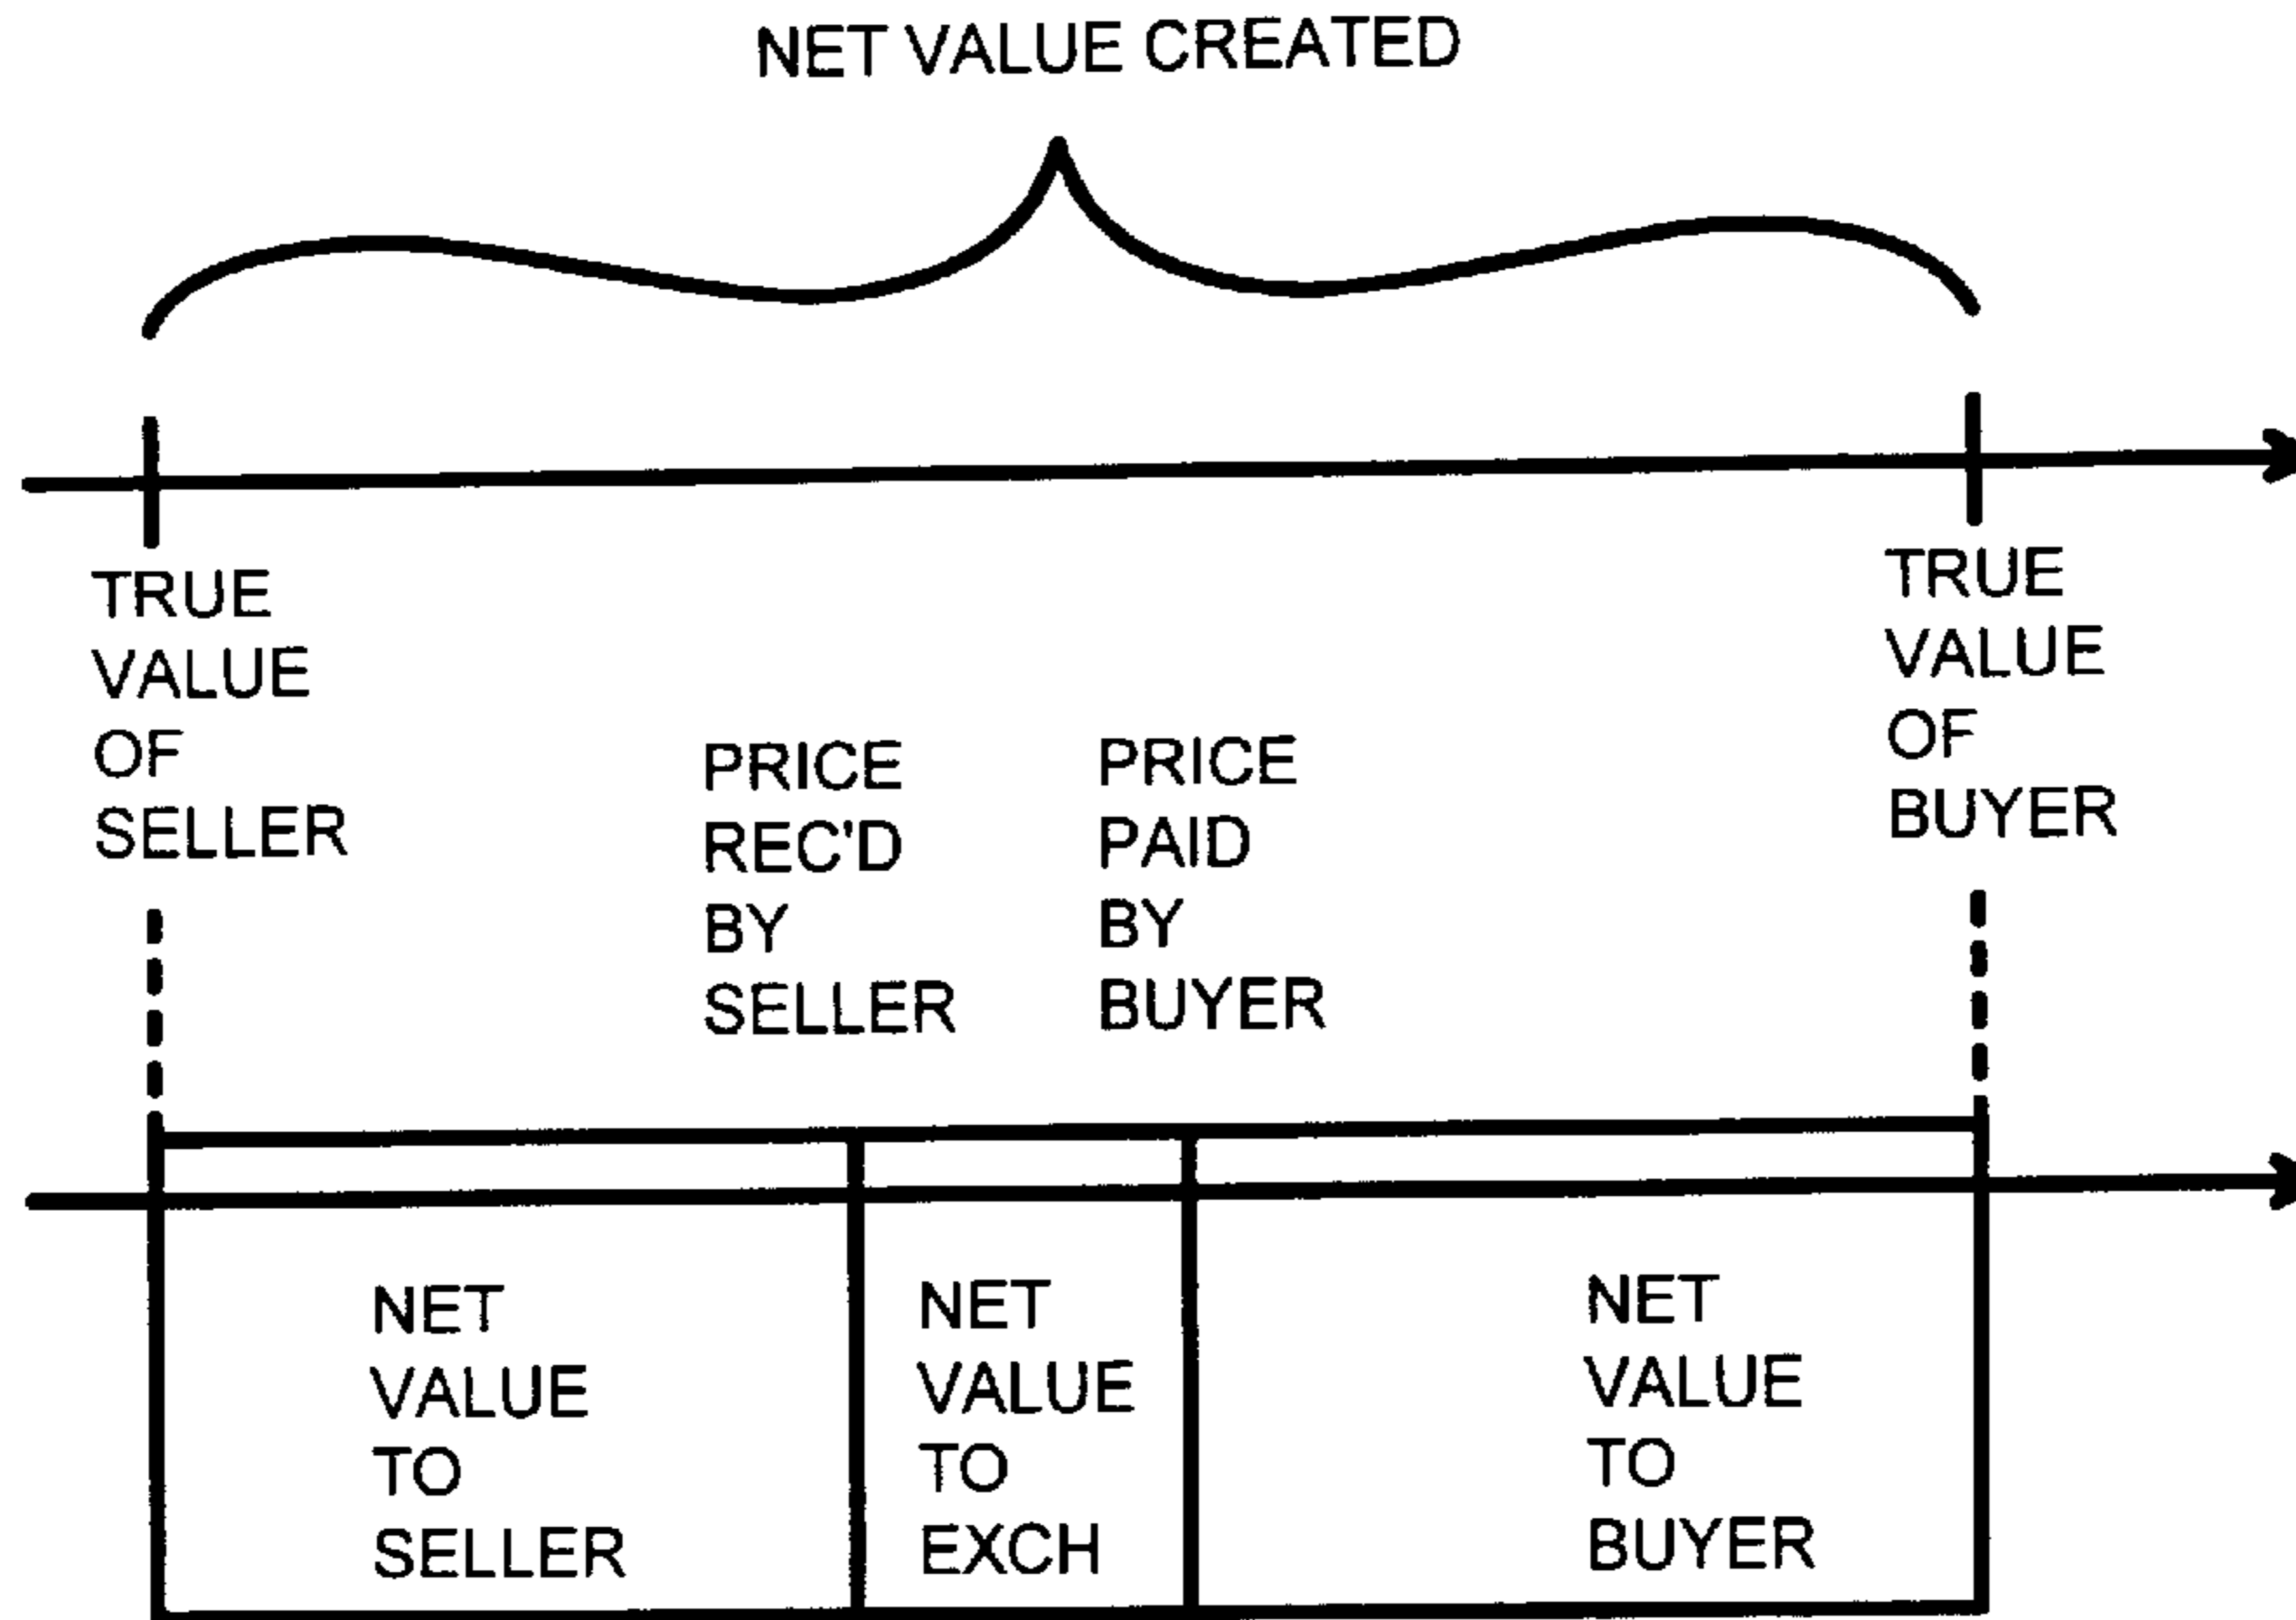 NET VALUE CREATED
TRUE
VALUE
OF
SELLER
TRUE
VALUE
OF
BUYER
PRICE
REC'D
BY
SELLER
PRICE
PAID
BY
BUYER
NET
VALUE
TO
SELLER
NET
VALUE
TO
EXCH
NET
VALUE
TO
BUYER